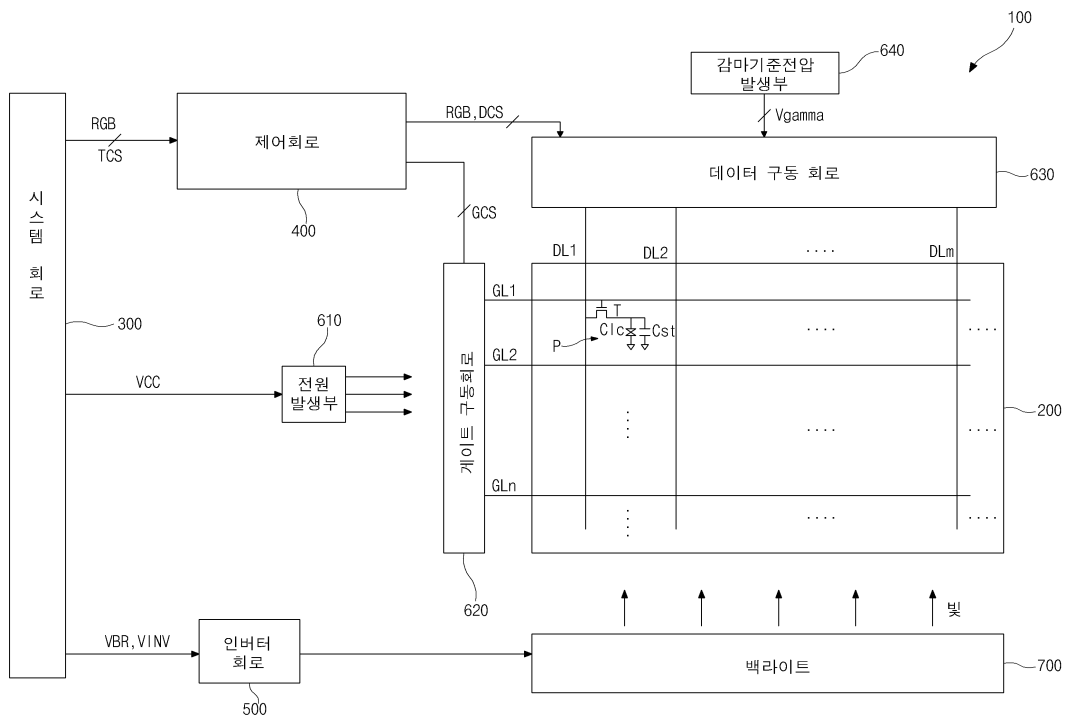 100
640
감마기준전압
발생부
Vgamma
RGB
TCS
제어회로
400
RGB,DCS
GCS
데이터 구동 회로
630
시스템 회로
300
DL1
DL2
....
DLm
GL1
T
Clc
Cst
P
....
....
GL2
610
VCC
전원
발생부
게이트 구동회로
200
....
....
....
GLn
....
....
....
620
빛
VBR,VINV
인버터
회로
500
백라이트
700